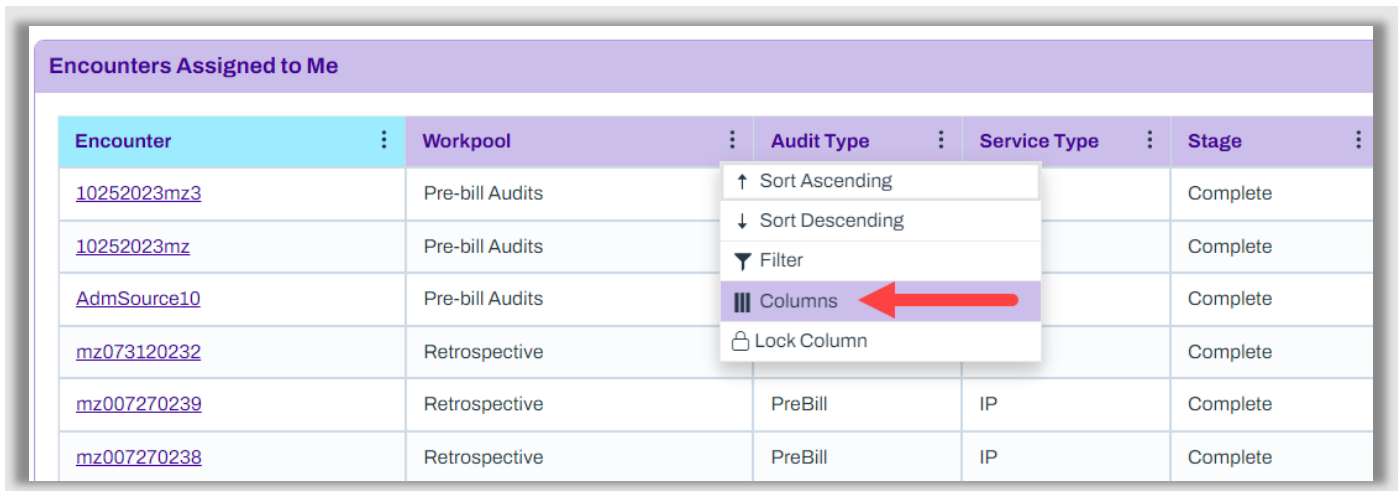 Encounters Assigned to Me
Encounter Workpool Audit Type Service Type Stage
10252023mz3 Pre-bill Audits Complete
10252023mz Pre-bill Audits Complete
AdmSource10 Pre-bill Audits Complete
mz073120232 Retrospective Complete
mz007270239 Retrospective PreBill IP Complete
mz007270238 Retrospective PreBill IP Complete
Sort Ascending
Sort Descending
Filter
Columns
Lock Column